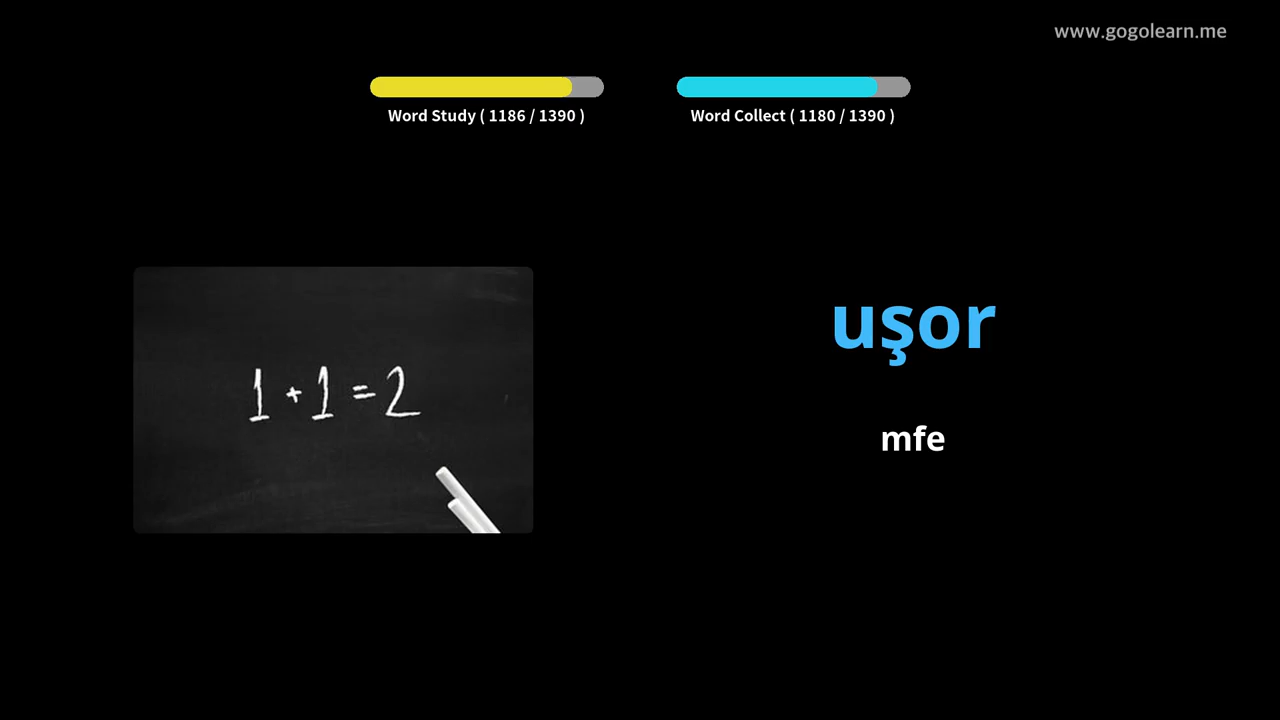 www.gogolearn.me
Word Study ( 1186 / 1390 )
Word Collect ( 1180 / 1390 )
1 + 1 = 2
uşor
mfe